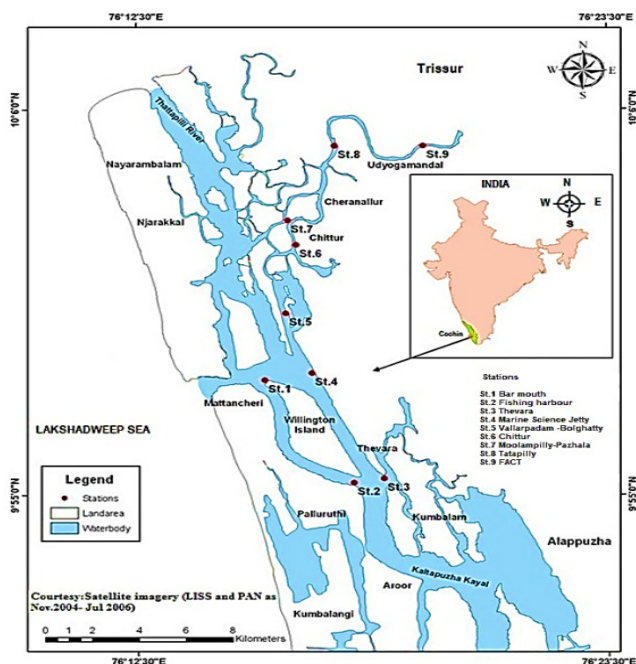 76°12'30"E
76°23'30"E
10°6'0"N
10°6'0"N
N
W
E
S
Trissur
Thattapilli River
Nayarambalam
St.8
St.9
Udyogamandal
Cheranallur
Njarakkal
St.7
Chittur
St.6
INDIA
N
W
E
S
Cochin
St.5
St.4
St.1
Mattancheri
Willington
Island
LAKSHADWEEP SEA
Stations
St.1 Bar mouth
St.2 Fishing harbour
St.3 Thevara
St.4 Marine Science Jetty
St.5 Vallarpadam -Bolghatty
St.6 Chittur
St.7 Moolampilly-Pazhala
St.8 Tatapilly
St.9 FACT
Thevara
St.2
St.3
Legend
Stations
Landarea
Waterbody
9°55'0"N
9°55'0"N
Palluruthi
Kumbalam
Alappuzha
Kaltapuzha Kayal
Aroor
Kumbalangi
Courtesy:Satellite imagery (LISS and PAN as
Nov.2004- Jul 2006)
0 1 2 4 6 8
Kilometers
76°12'30"E
76°23'30"E